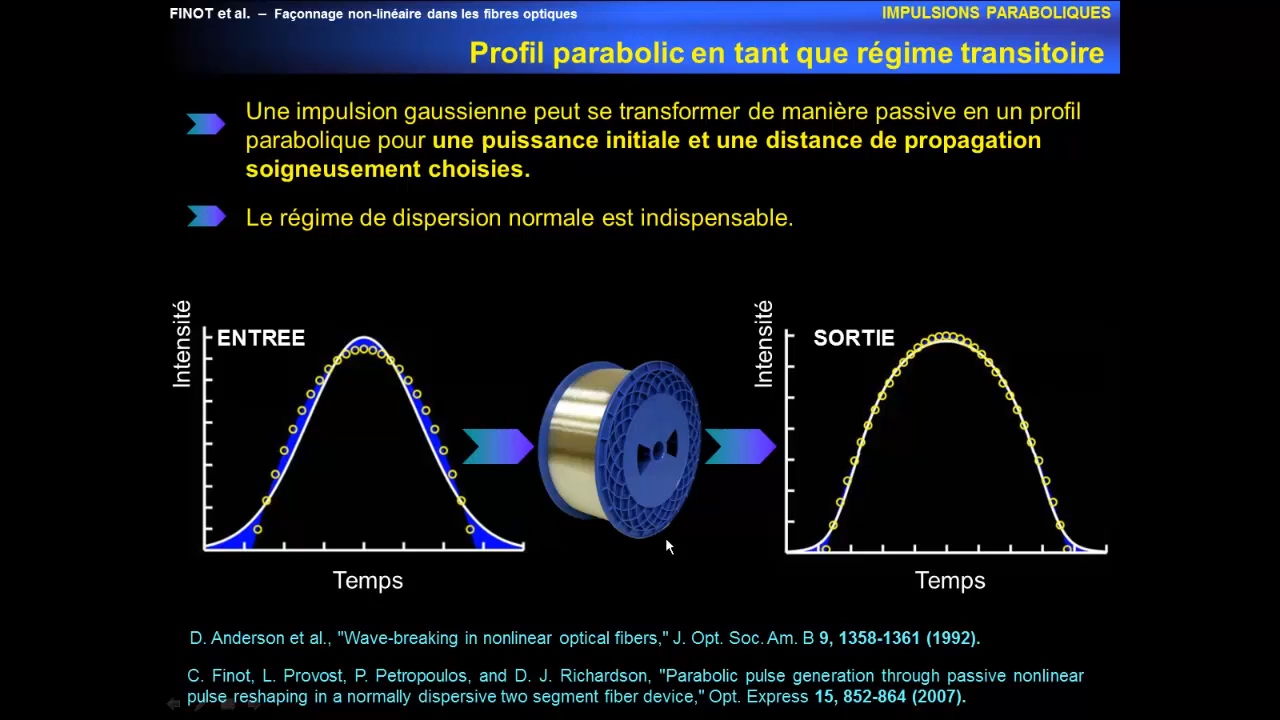 FINOT et al. – Façonnage non-linéaire dans les fibres optiques
IMPULSIONS PARABOLIQUES
Profil parabolic en tant que régime transitoire
Une impulsion gaussienne peut se transformer de manière passive en un profil
parabolique pour une puissance initiale et une distance de propagation
soigneusement choisies.
Le régime de dispersion normale est indispensable.
Intensité
ENTREE
Temps
Intensité
SORTIE
Temps
D. Anderson et al., "Wave-breaking in nonlinear optical fibers," J. Opt. Soc. Am. B 9, 1358-1361 (1992).
C. Finot, L. Provost, P. Petropoulos, and D. J. Richardson, "Parabolic pulse generation through passive nonlinear
pulse reshaping in a normally dispersive two segment fiber device," Opt. Express 15, 852-864 (2007).